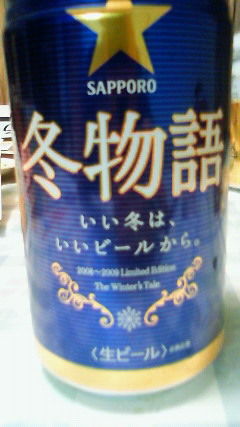 SAPPORO
冬物語
いい冬は、
いいビールから。
2008～2009 Limited Edition
The Winter's Tale
〈生ビール〉